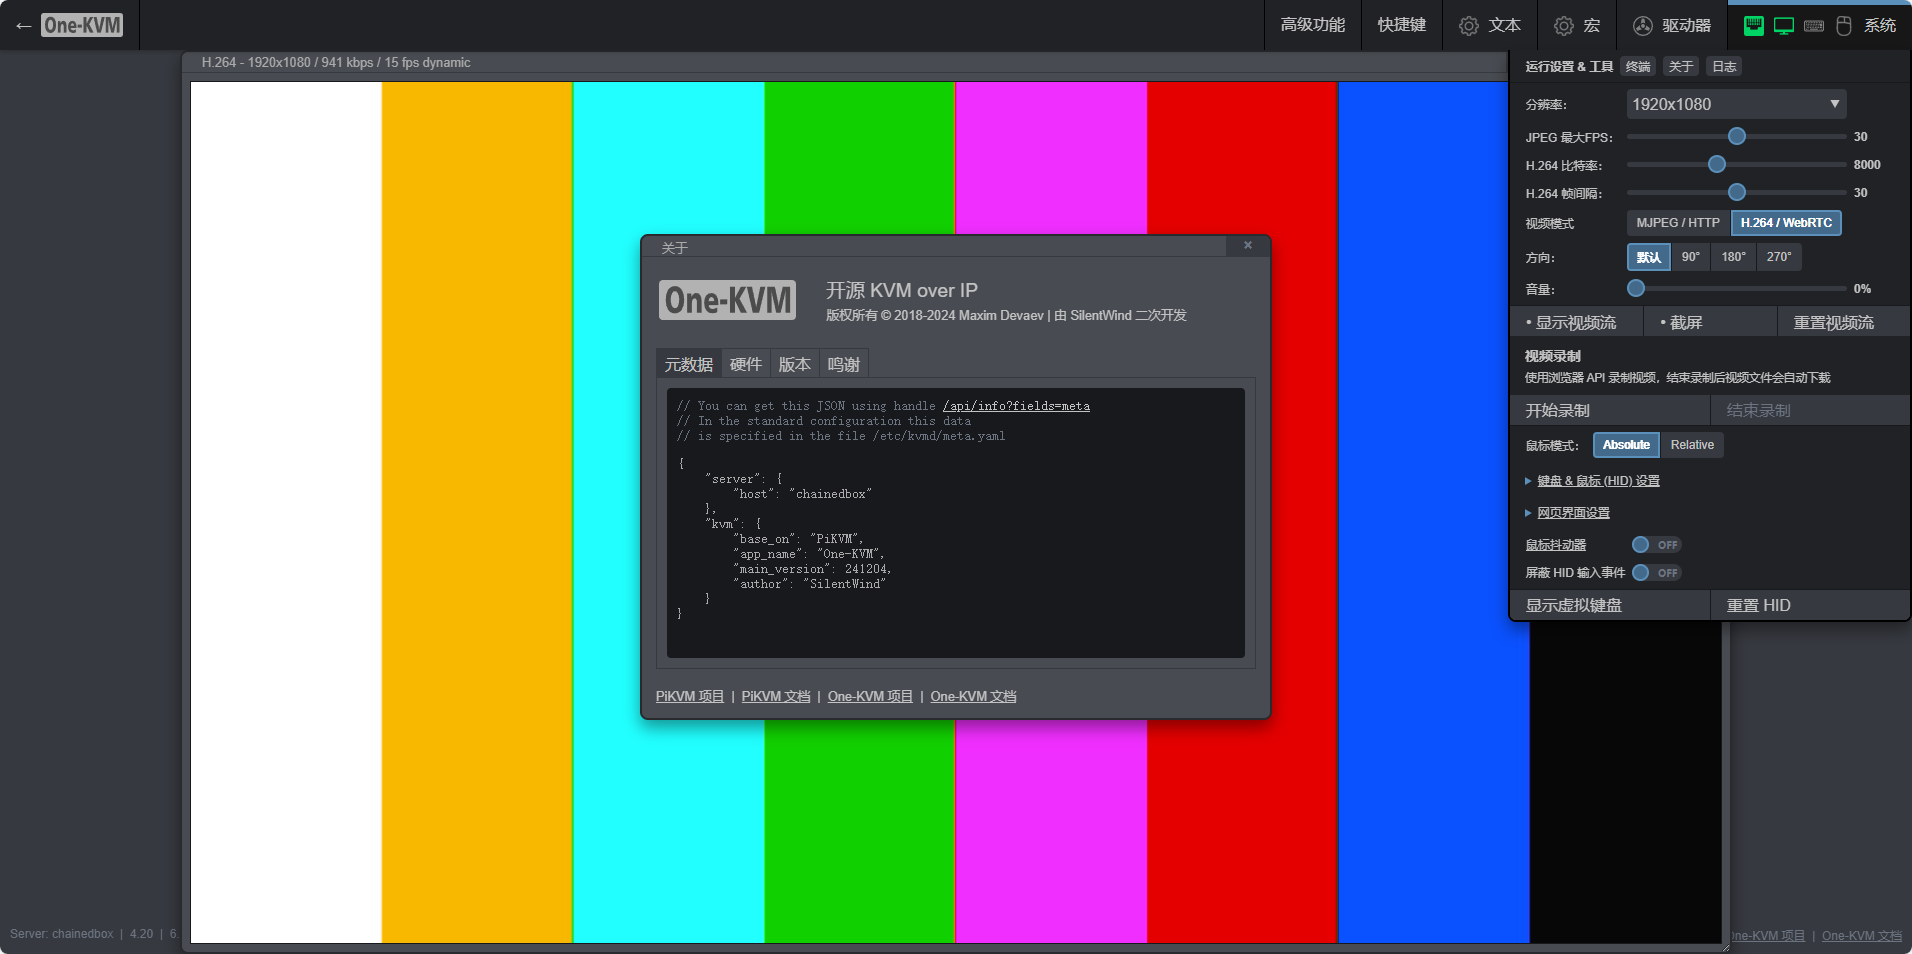 ← One-KVM
高级功能
快捷键
文本
宏
驱动器
系统
H.264 - 1920x1080 / 941 kbps / 15 fps dynamic
运行设置 & 工具 终端 关于 日志
分辨率: 1920x1080 ▼
JPEG 最大FPS: 30
H.264 比特率: 8000
H.264 帧间隔: 30
视频模式 MJPEG / HTTP H.264 / WebRTC
方向: 默认 90° 180° 270°
音量: 0%
• 显示视频流 • 截屏 重置视频流
视频录制
使用浏览器 API 录制视频，结束录制后视频文件会自动下载
开始录制 结束录制
鼠标模式: Absolute Relative
键盘 & 鼠标 (HID) 设置
网页界面设置
鼠标抖动器 OFF
屏蔽 HID 输入事件 OFF
显示虚拟键盘 重置 HID
关于 ×
One-KVM
开源 KVM over IP
版权所有 © 2018-2024 Maxim Devaev | 由 SilentWind 二次开发
元数据 硬件 版本 鸣谢
// You can get this JSON using handle /api/info?fields=meta
// In the standard configuration this data
// is specified in the file /etc/kvmd/meta.yaml
{
"server": {
"host": "chainedbox"
},
"kvm": {
"base_on": "PiKVM",
"app_name": "One-KVM",
"main_version": 241204,
"author": "SilentWind"
}
}
PiKVM 项目 | PiKVM 文档 | One-KVM 项目 | One-KVM 文档
Server: chainedbox | 4.20 | 6.
One-KVM 项目 | One-KVM 文档